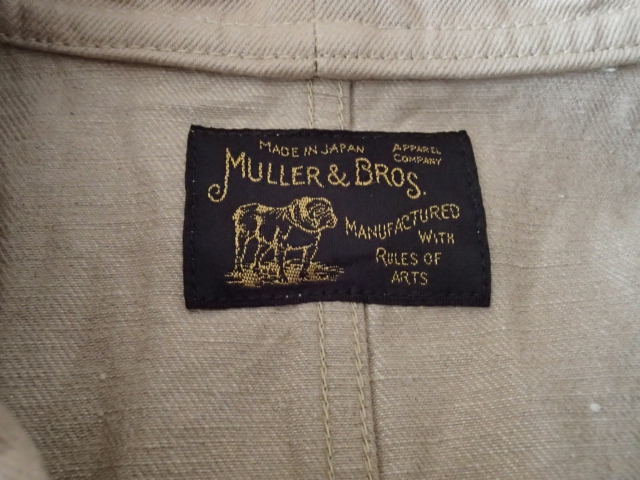 MADE IN JAPAN APPAREL COMPANY
MULLER & BROS.
MANUFACTURED
WITH
RULES OF
ARTS